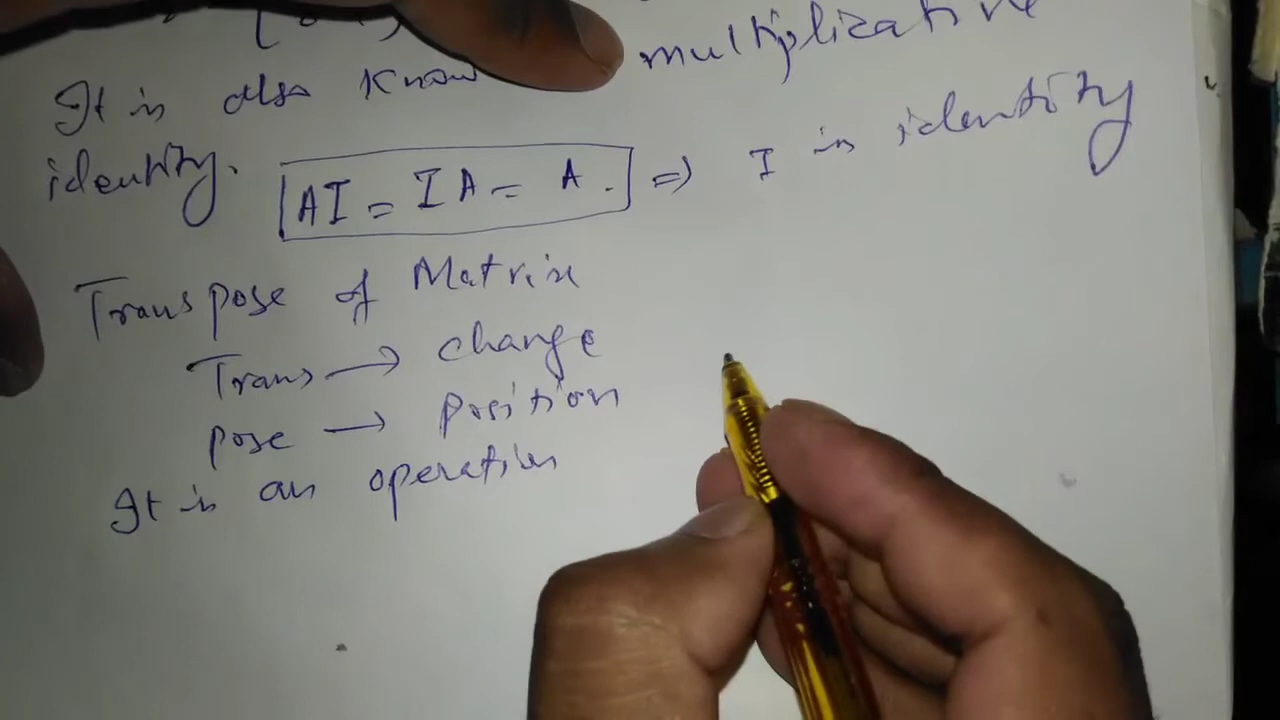 It is also know multiplicative
identity. AI = IA = A. => I is identity
Transpose of Matrix
Trans → change
pose → position
It is an operation